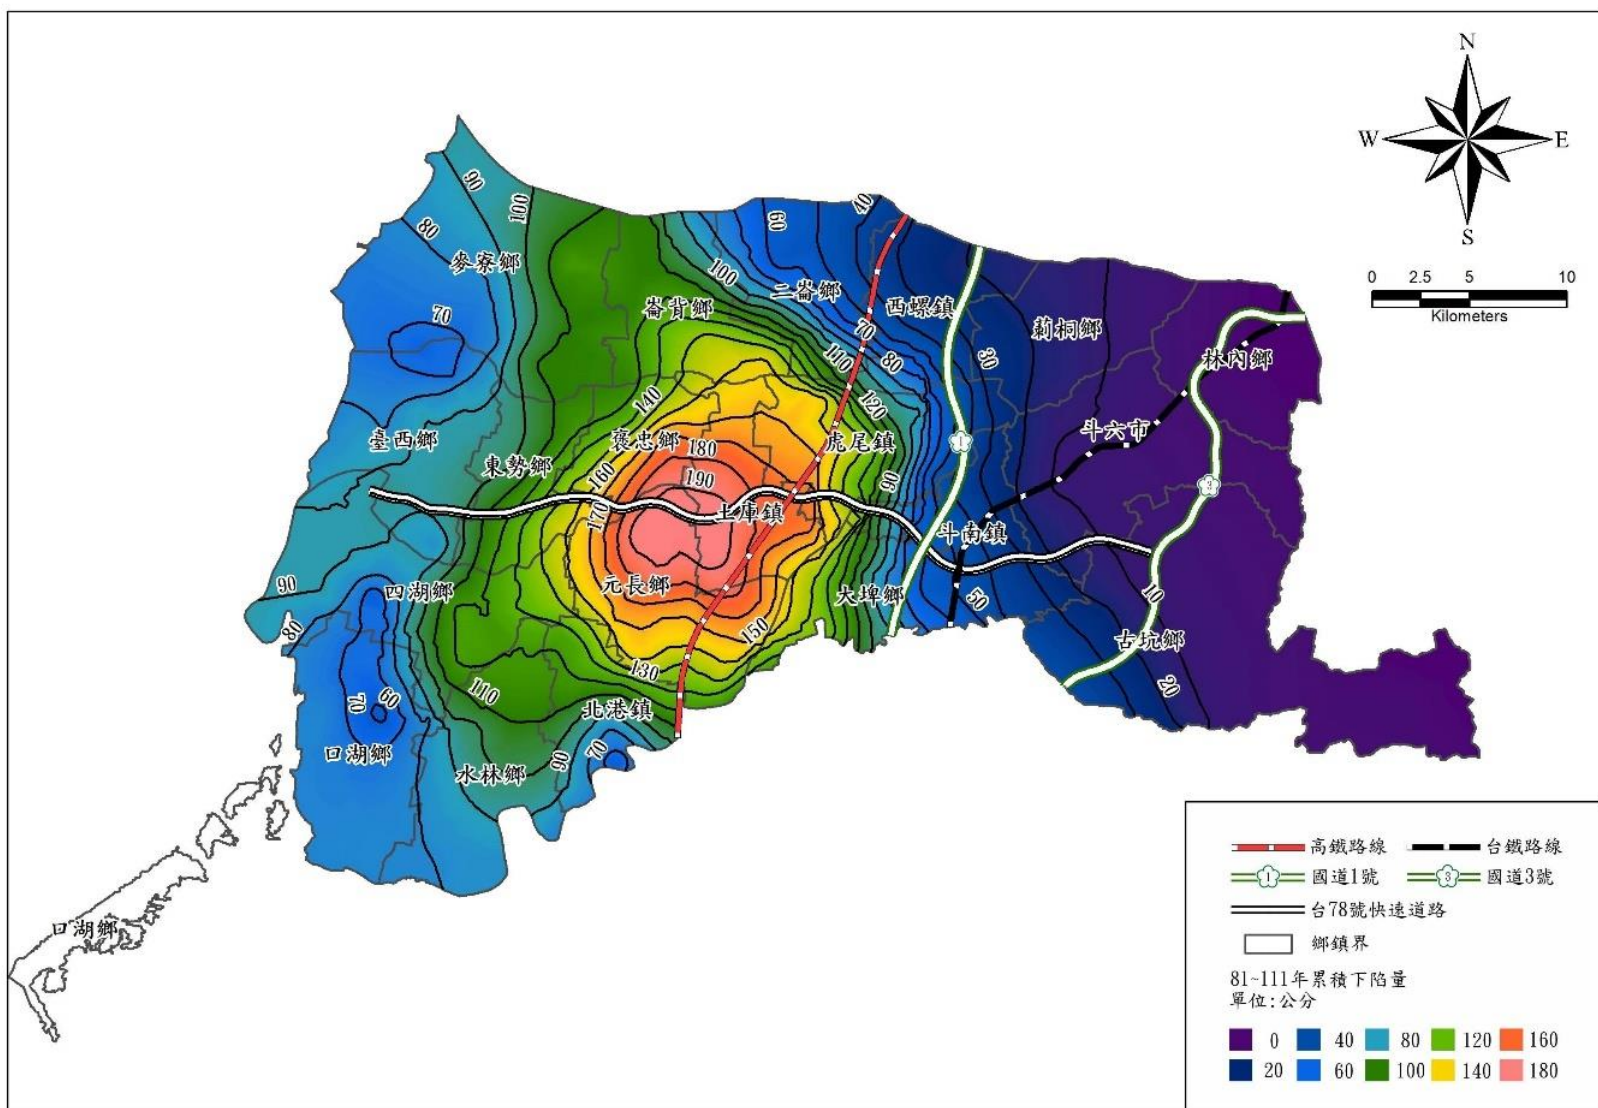 N
W E
S
0 2.5 5 10
Kilometers
90
100
80
麥寮鄉
60
40
100
二崙鄉
西螺鎮
崙背鄉
莿桐鄉
70
70
80
30
110
林內鄉
140
120
斗六市
臺西鄉
褒忠鄉
虎尾鎮
1
180
東勢鄉
160
190
90
3
170
土庫鎮
斗南鎮
90
四湖鄉
元長鄉
大埤鄉
10
50
80
150
古坑鄉
130
20
110
70
60
北港鎮
口湖鄉
水林鄉
90
70
口湖鄉
高鐵路線 台鐵路線
1 國道1號 3 國道3號
台78號快速道路
鄉鎮界
81~111年累積下陷量
單位:公分
0 40 80 120 160
20 60 100 140 180